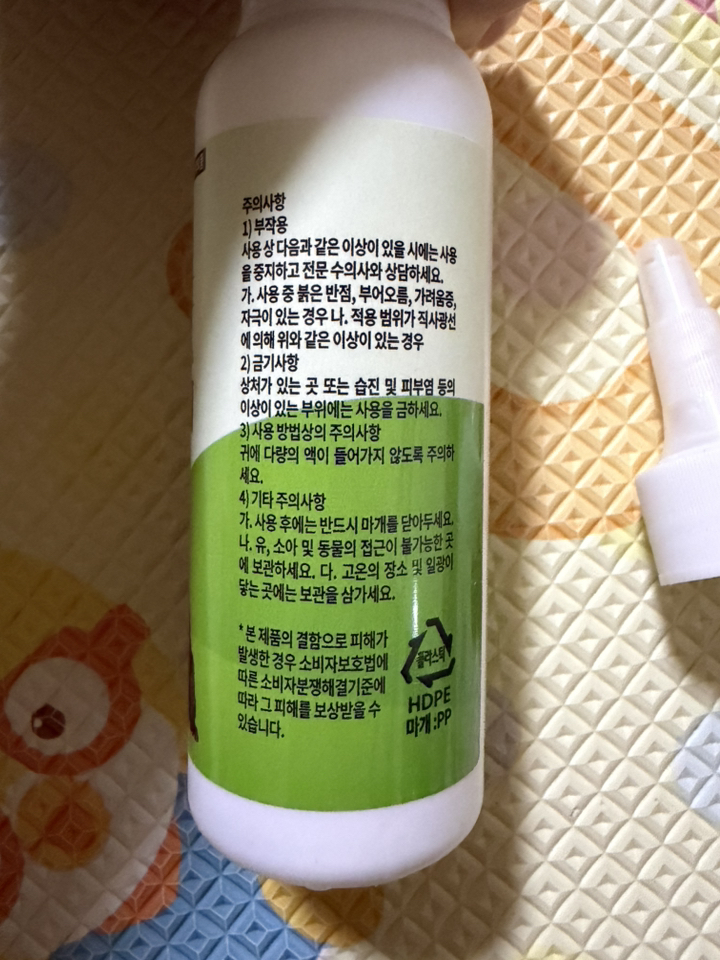 주의사항
1) 부작용
사용 상 다음과 같은 이상이 있을 시에는 사용
을 중지하고 전문 수의사와 상담하세요.
가. 사용 중 붉은 반점, 부어오름, 가려움증,
자극이 있는 경우 나. 적용 범위가 직사광선
에 의해 위와 같은 이상이 있는 경우
2) 금기사항
상처가 있는 곳 또는 습진 및 피부염 등의
이상이 있는 부위에는 사용을 금하세요.
3) 사용 방법상의 주의사항
귀에 다량의 액이 들어가지 않도록 주의하
세요.
4) 기타 주의사항
가. 사용 후에는 반드시 마개를 닫아두세요.
나. 유, 소아 및 동물의 접근이 불가능한 곳
에 보관하세요. 다. 고온의 장소 및 일광이
닿는 곳에는 보관을 삼가세요.
* 본 제품의 결함으로 피해가
발생한 경우 소비자보호법에
따른 소비자분쟁해결기준에
따라 그 피해를 보상받을 수
있습니다.
플라스틱
HDPE
마개 :PP